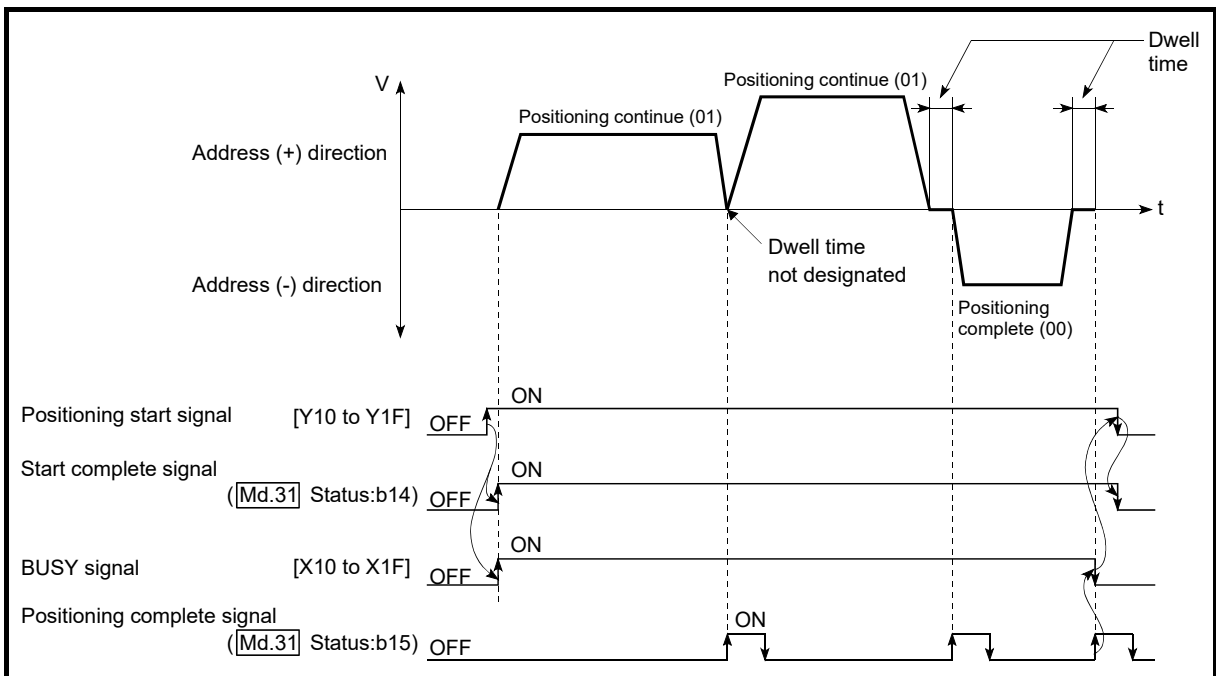 Dwell
time
V
Positioning continue (01)
Positioning continue (01)
Address (+) direction
t
Dwell time
not designated
Address (-) direction
Positioning
complete (00)
ON
Positioning start signal [Y10 to Y1F] OFF
Start complete signal
ON
(Md.31 Status:b14) OFF
ON
BUSY signal [X10 to X1F] OFF
Positioning complete signal
ON
(Md.31 Status:b15) OFF